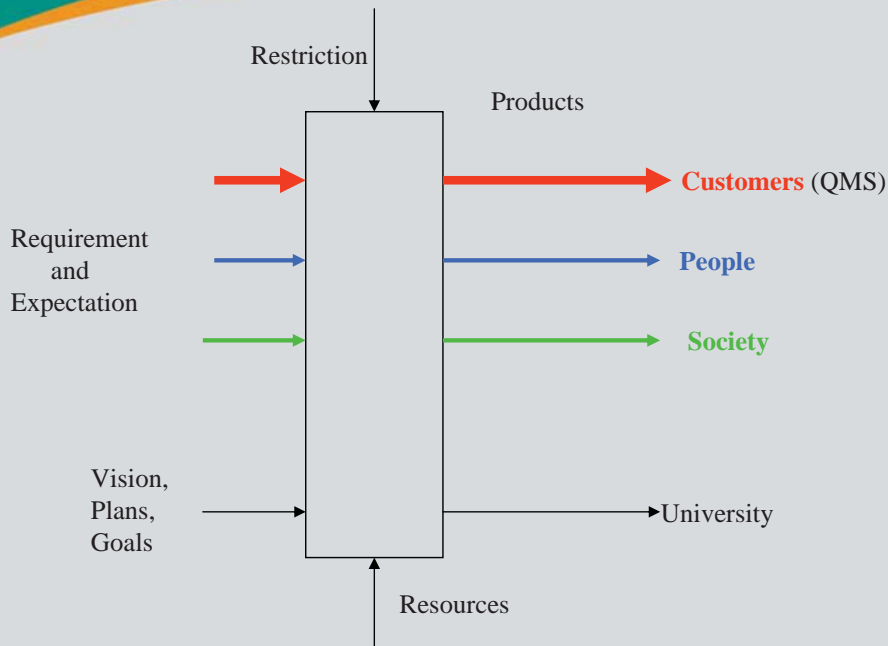 Restriction
Products
Customers (QMS)
Requirement
and
Expectation
People
Society
Vision,
Plans,
Goals
University
Resources